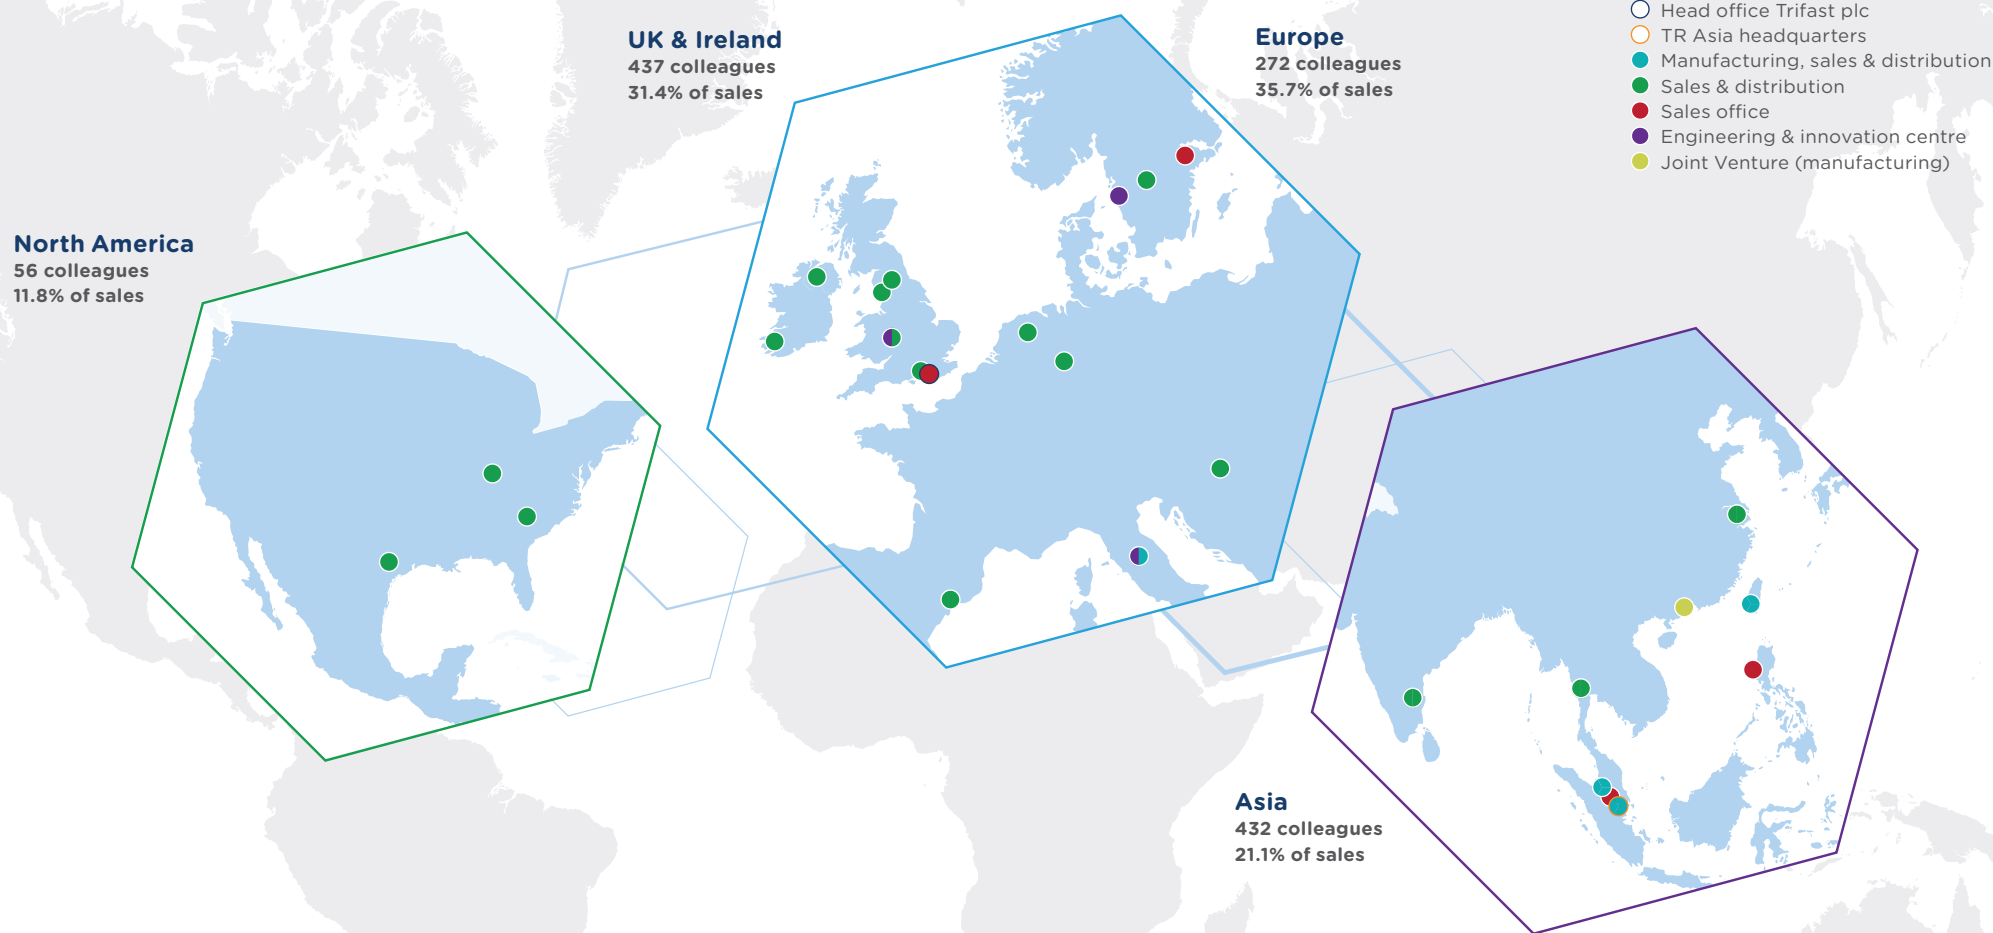 North America
56 colleagues
11.8% of sales
UK & Ireland
437 colleagues
31.4% of sales
Europe
272 colleagues
35.7% of sales
Head office Trifast plc
TR Asia headquarters
Manufacturing, sales & distribution
Sales & distribution
Sales office
Engineering & innovation centre
Joint Venture (manufacturing)
Asia
432 colleagues
21.1% of sales